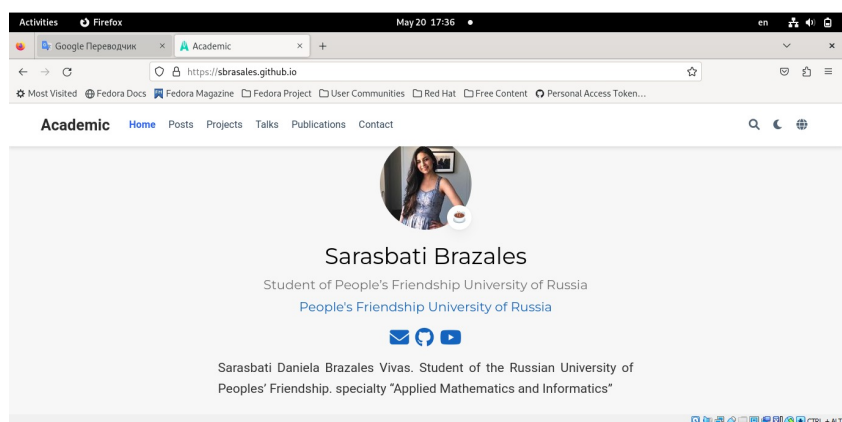 Activities Firefox May 20 17:36 en
Google Переводчик Academic
https://sbrasales.github.io
Most Visited Fedora Docs Fedora Magazine Fedora Project User Communities Red Hat Free Content Personal Access Token…
Academic Home Posts Projects Talks Publications Contact
Sarasbati Brazales
Student of People's Friendship University of Russia
People's Friendship University of Russia
Sarasbati Daniela Brazales Vivas. Student of the Russian University of
Peoples' Friendship. specialty “Applied Mathematics and Informatics”
CTRL + ALT